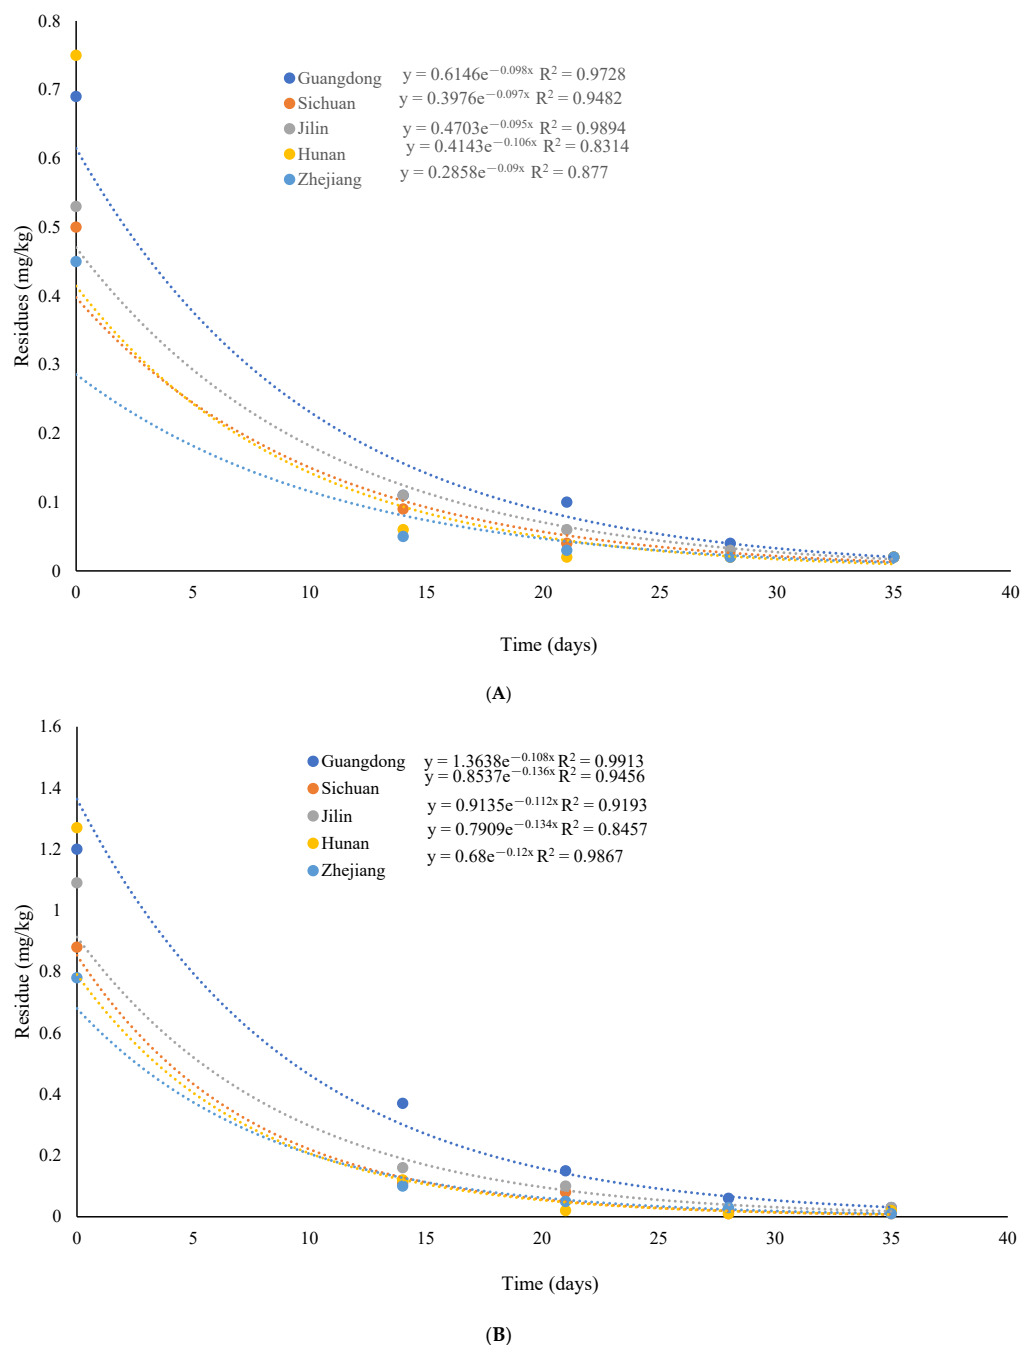 0.8
0.7
0.6
0.5
0.4
0.3
0.2
0.1
0
Residues (mg/kg)
Guangdong y = 0.6146e^−0.098x R² = 0.9728
Sichuan y = 0.3976e^−0.097x R² = 0.9482
Jilin y = 0.4703e^−0.095x R² = 0.9894
Hunan y = 0.4143e^−0.106x R² = 0.8314
Zhejiang y = 0.2858e^−0.09x R² = 0.877
0 5 10 15 20 25 30 35 40
Time (days)
(A)
1.6
1.4
1.2
1
0.8
0.6
0.4
0.2
0
Residue (mg/kg)
Guangdong y = 1.3638e^−0.108x R² = 0.9913
Sichuan y = 0.8537e^−0.136x R² = 0.9456
Jilin y = 0.9135e^−0.112x R² = 0.9193
Hunan y = 0.7909e^−0.134x R² = 0.8457
Zhejiang y = 0.68e^−0.12x R² = 0.9867
0 5 10 15 20 25 30 35 40
Time (days)
(B)